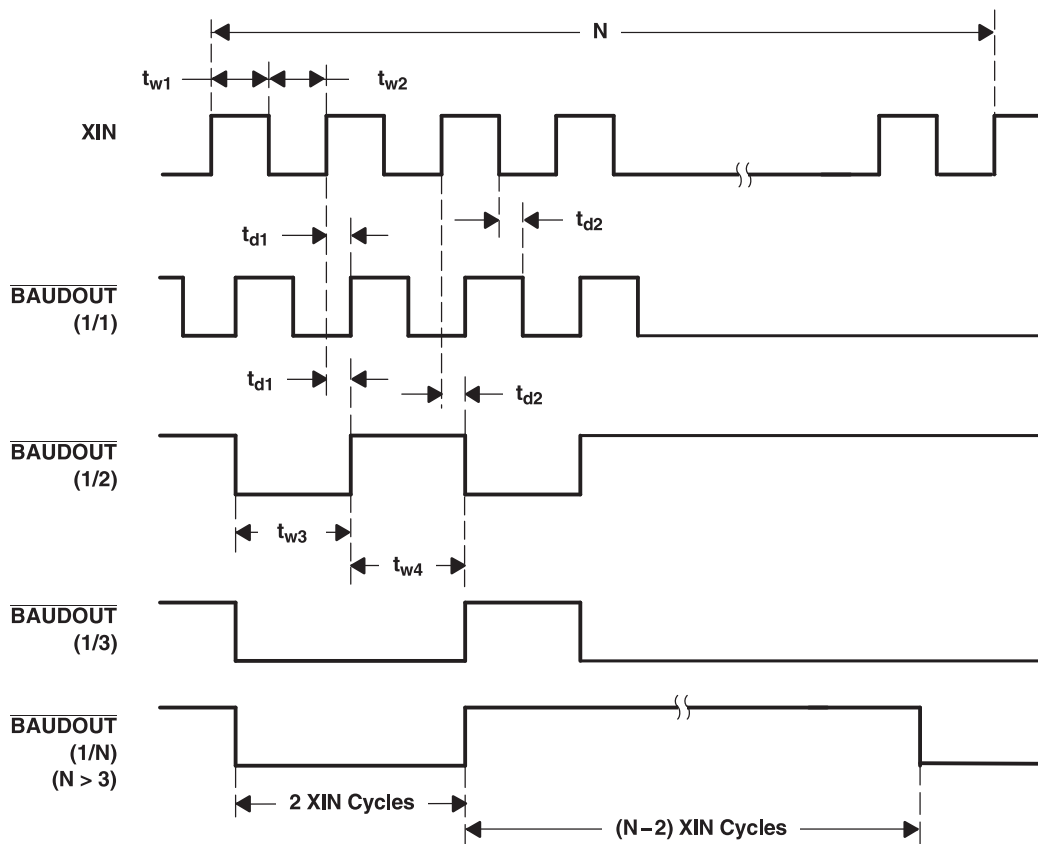 N
tw1
tw2
XIN
td1
td2
BAUDOUT
(1/1)
td1
td2
BAUDOUT
(1/2)
tw3
tw4
BAUDOUT
(1/3)
BAUDOUT
(1/N)
(N > 3)
2 XIN Cycles
(N−2) XIN Cycles